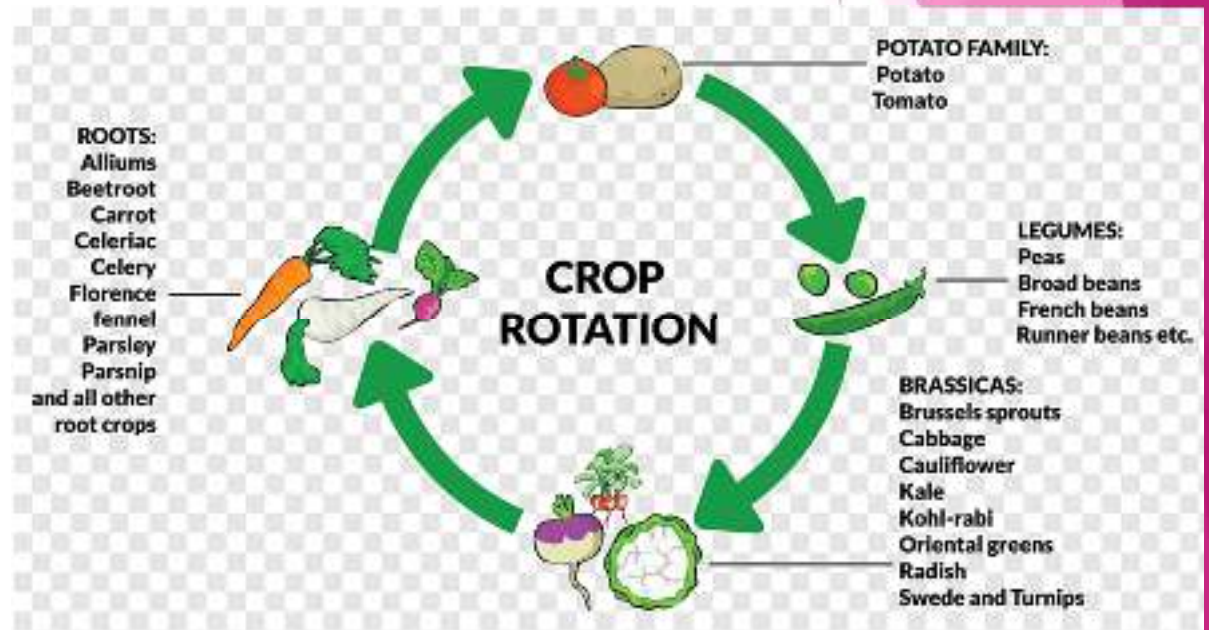 POTATO FAMILY:
Potato
Tomato
ROOTS:
Alliums
Beetroot
Carrot
Celeriac
Celery
Florence
fennel
Parsley
Parsnip
and all other
root crops
CROP
ROTATION
LEGUMES:
Peas
Broad beans
French beans
Runner beans etc.
BRASSICAS:
Brussels sprouts
Cabbage
Cauliflower
Kale
Kohl-rabi
Oriental greens
Radish
Swede and Turnips